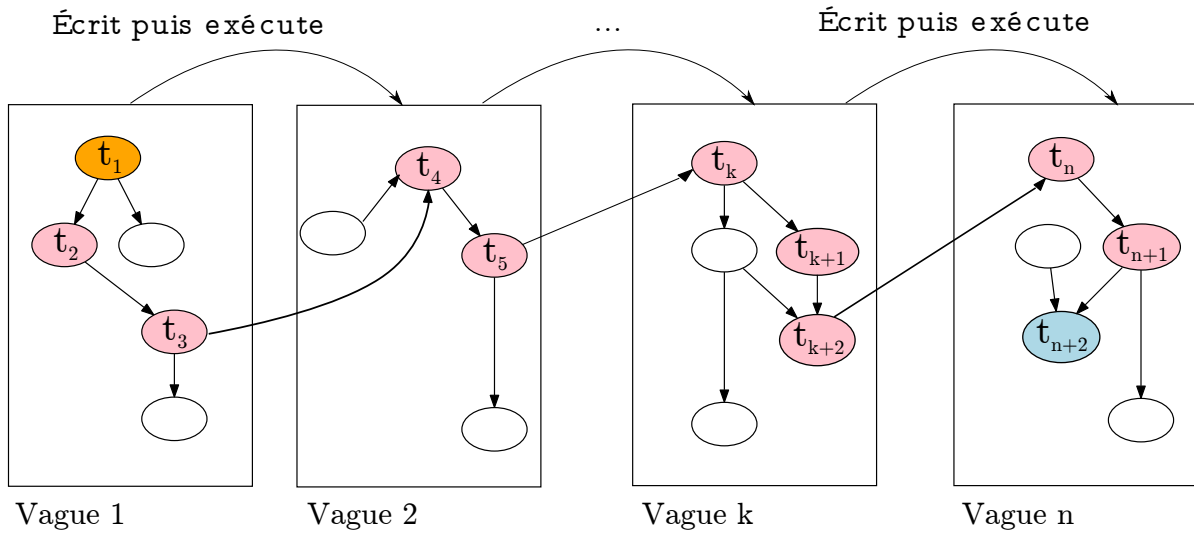 Écrit puis exécute
...
Écrit puis exécute
t₁
t₂
t₃
t₄
t₅
tₖ
tₖ₊₁
tₖ₊₂
tₙ
tₙ₊₁
tₙ₊₂
Vague 1
Vague 2
Vague k
Vague n